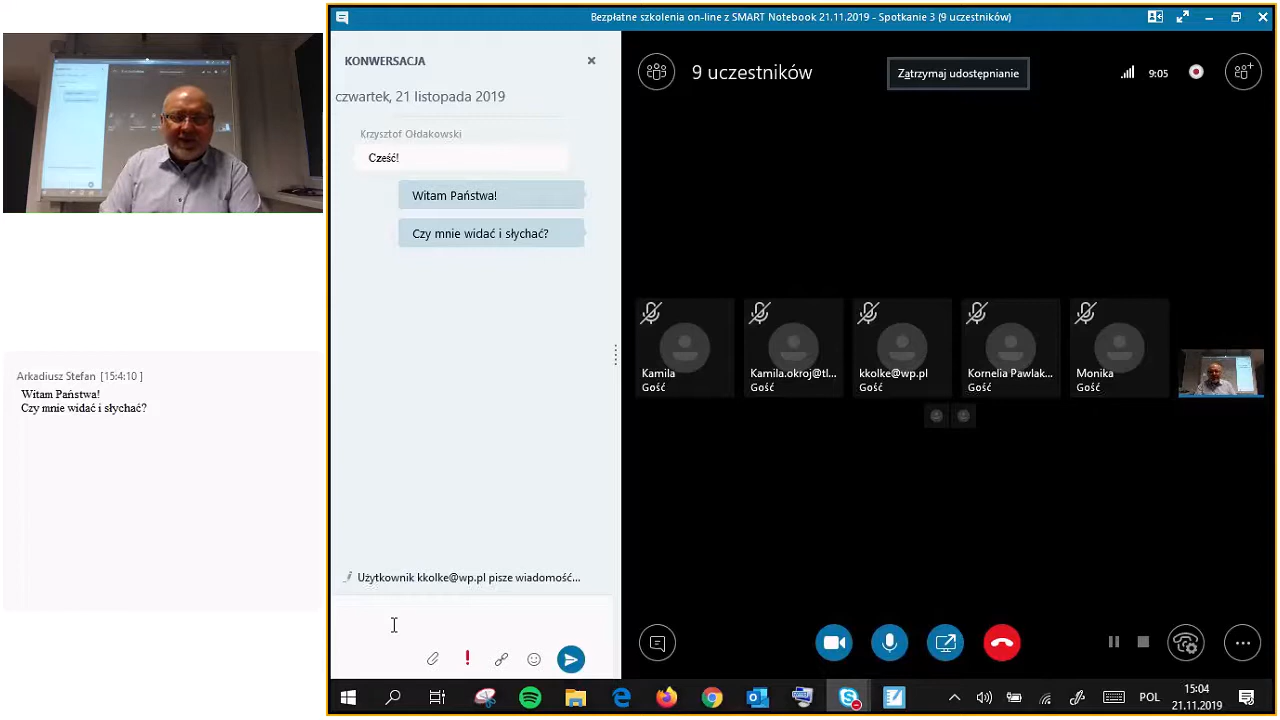 Bezpłatne szkolenia on-line z SMART Notebook 21.11.2019 - Spotkanie 3 (9 uczestników)
KONWERSACJA
czwartek, 21 listopada 2019
Krzysztof Ołdakowski
Cześć!
Witam Państwa!
Czy mnie widać i słychać?
Użytkownik kkolke@wp.pl pisze wiadomość...
9 uczestników
Zatrzymaj udostępnianie
9:05
Kamila
Gość
Kamila.okroj@tl...
Gość
kkolke@wp.pl
Gość
Kornelia Pawlak...
Gość
Monika
Gość
Arkadiusz Stefan [15:4:10 ]
Witam Państwa!
Czy mnie widać i słychać?
POL
15:04
21.11.2019